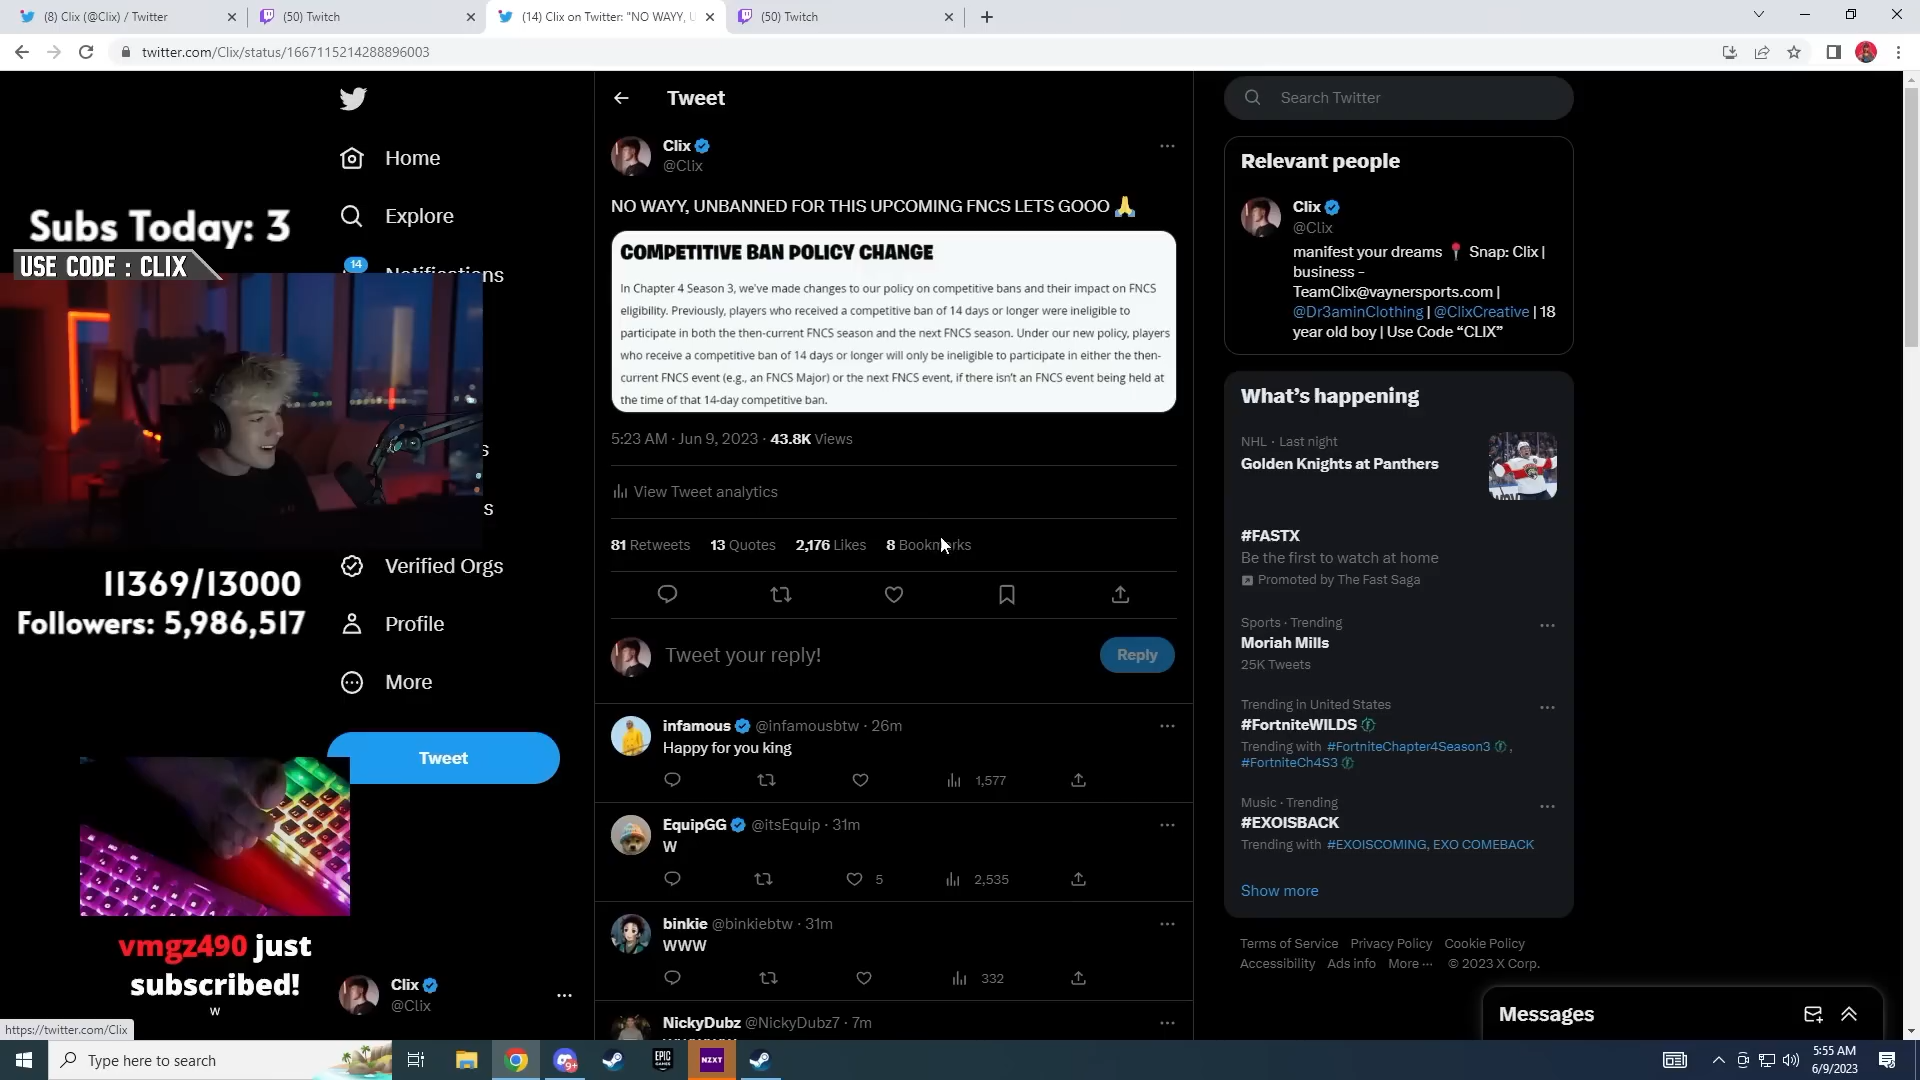 (8) Clix (@Clix) / Twitter
(50) Twitch
(14) Clix on Twitter: "NO WAYY, U
(50) Twitch
twitter.com/Clix/status/1667115214288896003
Subs Today: 3
USE CODE : CLIX
11369/13000
Followers: 5,986,517
vmgz490 just
subscribed!
W
https://twitter.com/Clix
Home
Explore
14
Notifications
s
s
Verified Orgs
Profile
More
Tweet
Clix
@Clix
Tweet
Clix
@Clix
NO WAYY, UNBANNED FOR THIS UPCOMING FNCS LETS GOOO 🙏
COMPETITIVE BAN POLICY CHANGE
In Chapter 4 Season 3, we've made changes to our policy on competitive bans and their impact on FNCS
eligibility. Previously, players who received a competitive ban of 14 days or longer were ineligible to
participate in both the then-current FNCS season and the next FNCS season. Under our new policy, players
who receive a competitive ban of 14 days or longer will only be ineligible to participate in either the then-
current FNCS event (e.g., an FNCS Major) or the next FNCS event, if there isn't an FNCS event being held at
the time of that 14-day competitive ban.
5:23 AM · Jun 9, 2023 · 43.8K Views
View Tweet analytics
81 Retweets 13 Quotes 2,176 Likes 8 Bookmarks
Tweet your reply!
Reply
infamous @infamousbtw · 26m
Happy for you king
1,577
EquipGG @itsEquip · 31m
W
5 2,535
binkie @binkiebtw · 31m
WWW
332
NickyDubz @NickyDubz7 · 7m
Search Twitter
Relevant people
Clix
@Clix
manifest your dreams 📍 Snap: Clix |
business -
TeamClix@vaynersports.com |
@Dr3aminClothing | @ClixCreative | 18
year old boy | Use Code “CLIX”
What’s happening
NHL · Last night
Golden Knights at Panthers
#FASTX
Be the first to watch at home
Promoted by The Fast Saga
Sports · Trending
Moriah Mills
25K Tweets
Trending in United States
#FortniteWILDS
Trending with #FortniteChapter4Season3 ,
#FortniteCh4S3
Music · Trending
#EXOISBACK
Trending with #EXOISCOMING, EXO COMEBACK
Show more
Terms of Service Privacy Policy Cookie Policy
Accessibility Ads info More ··· © 2023 X Corp.
Messages
Type here to search
9+
EPIC
GAMES
NZXT
5:55 AM
6/9/2023